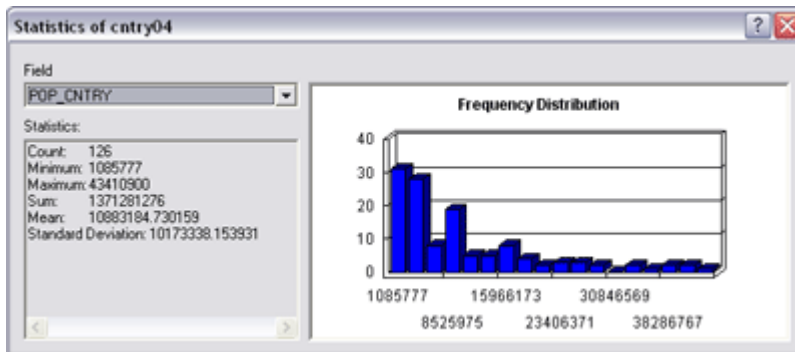 Statistics of cntry04
Field
POP_CNTRY
Statistics:
Count: 126
Minimum: 1085777
Maximum: 43410900
Sum: 1371281276
Mean: 10883184.730159
Standard Deviation: 10173338.153931
Frequency Distribution
40
30
20
10
0
1085777 15966173 30846569
8525975 23406371 38286767